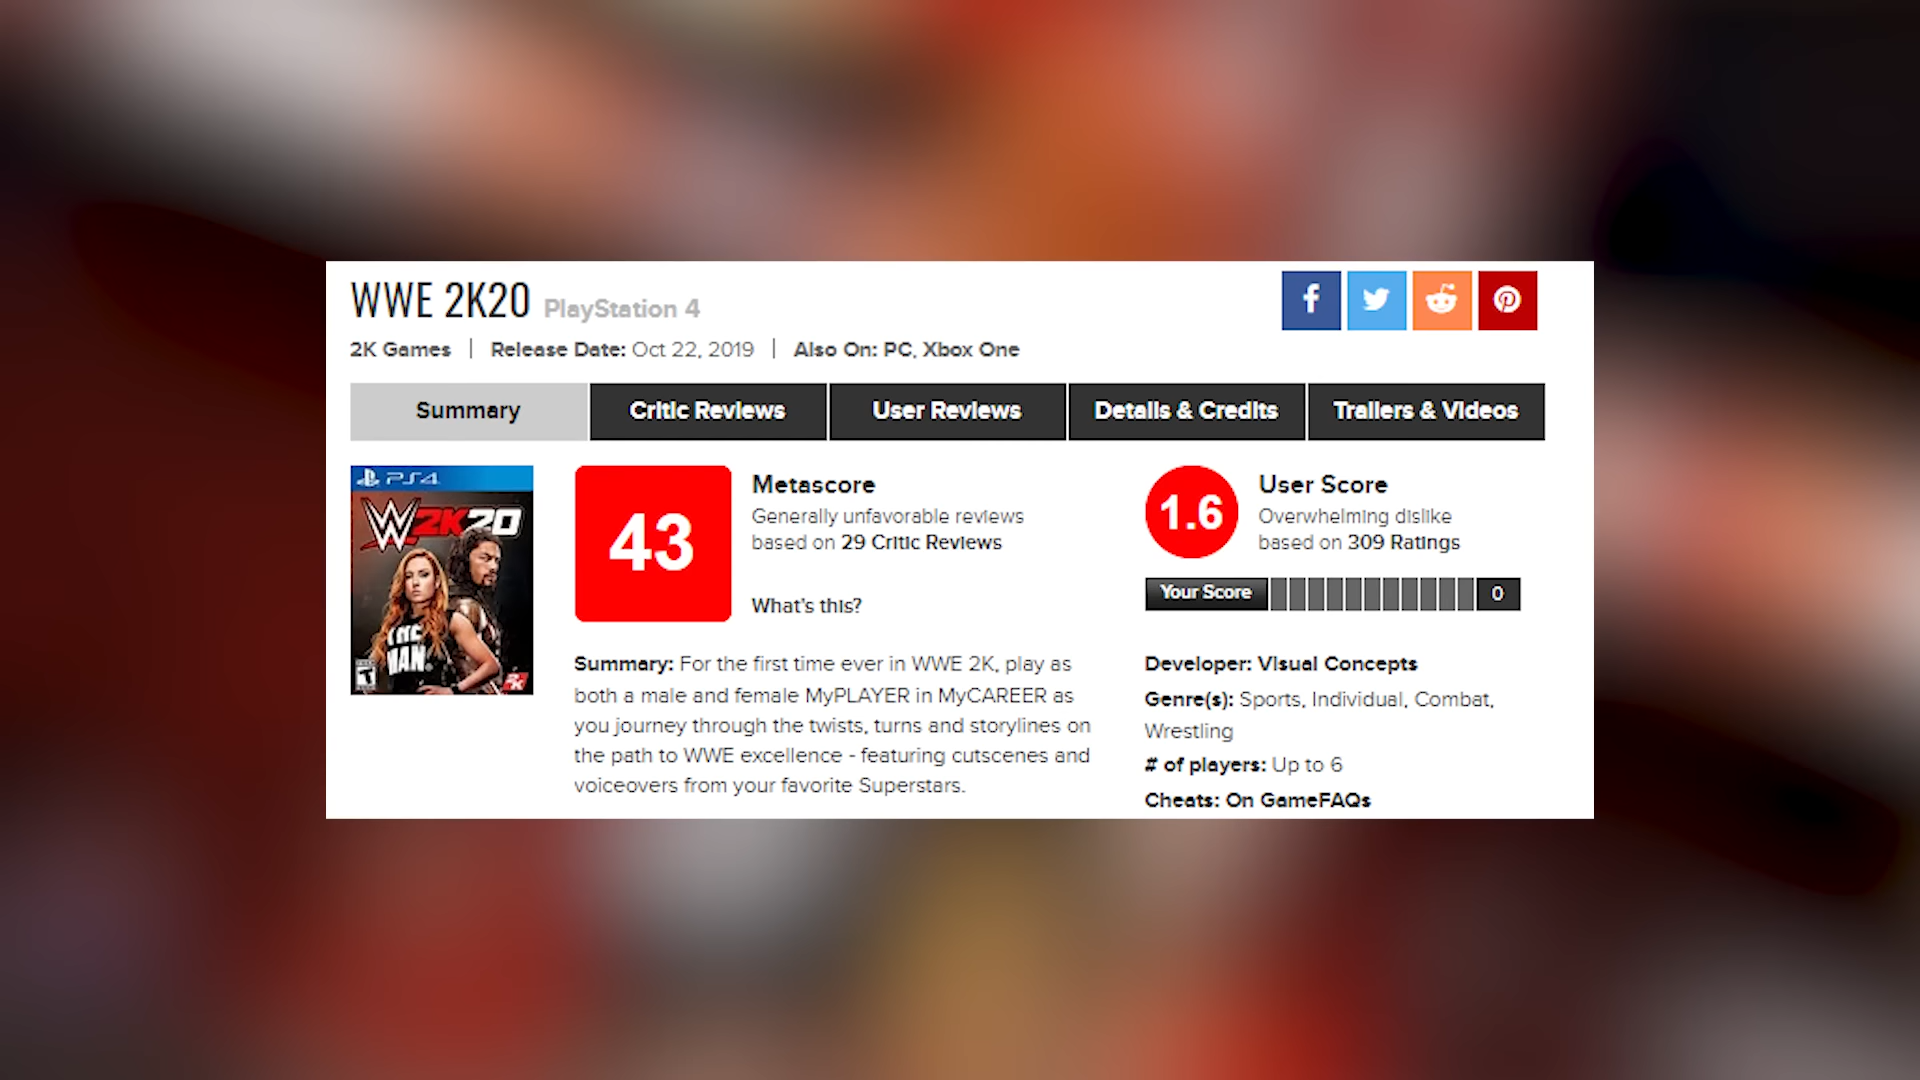 WWE 2K20 PlayStation 4
2K Games | Release Date: Oct 22, 2019 | Also On: PC, Xbox One
Summary Critic Reviews User Reviews Details & Credits Trailers & Videos
PS4
W 2K20
THE
MAN.
T
2K
43
Metascore
Generally unfavorable reviews
based on 29 Critic Reviews
What's this?
1.6
User Score
Overwhelming dislike
based on 309 Ratings
Your Score 0
Summary: For the first time ever in WWE 2K, play as
both a male and female MyPLAYER in MyCAREER as
you journey through the twists, turns and storylines on
the path to WWE excellence - featuring cutscenes and
voiceovers from your favorite Superstars.
Developer: Visual Concepts
Genre(s): Sports, Individual, Combat,
Wrestling
# of players: Up to 6
Cheats: On GameFAQs